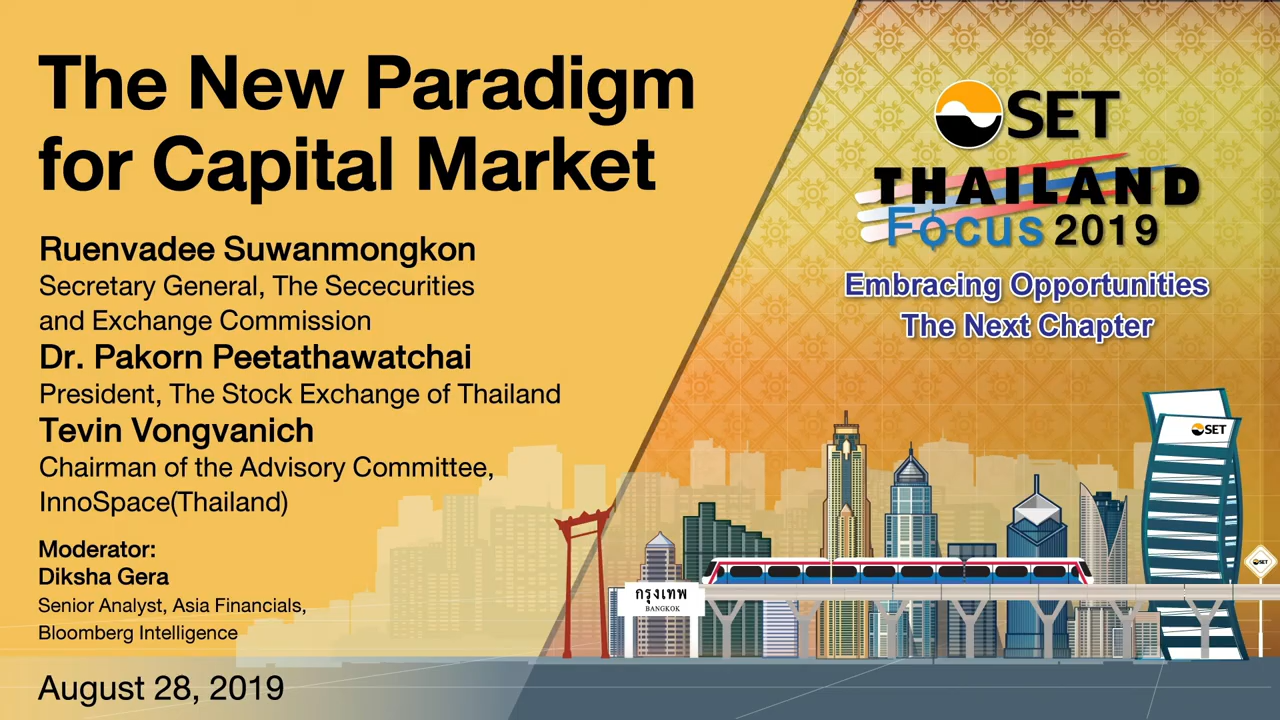 The New Paradigm
for Capital Market
Ruenvadee Suwanmongkon
Secretary General, The Sececurities
and Exchange Commission
Dr. Pakorn Peetathawatchai
President, The Stock Exchange of Thailand
Tevin Vongvanich
Chairman of the Advisory Committee,
InnoSpace(Thailand)
Moderator:
Diksha Gera
Senior Analyst, Asia Financials,
Bloomberg Intelligence
August 28, 2019
SET
THAILAND
Focus 2019
Embracing Opportunities
The Next Chapter
SET
SET
กรุงเทพ
BANGKOK